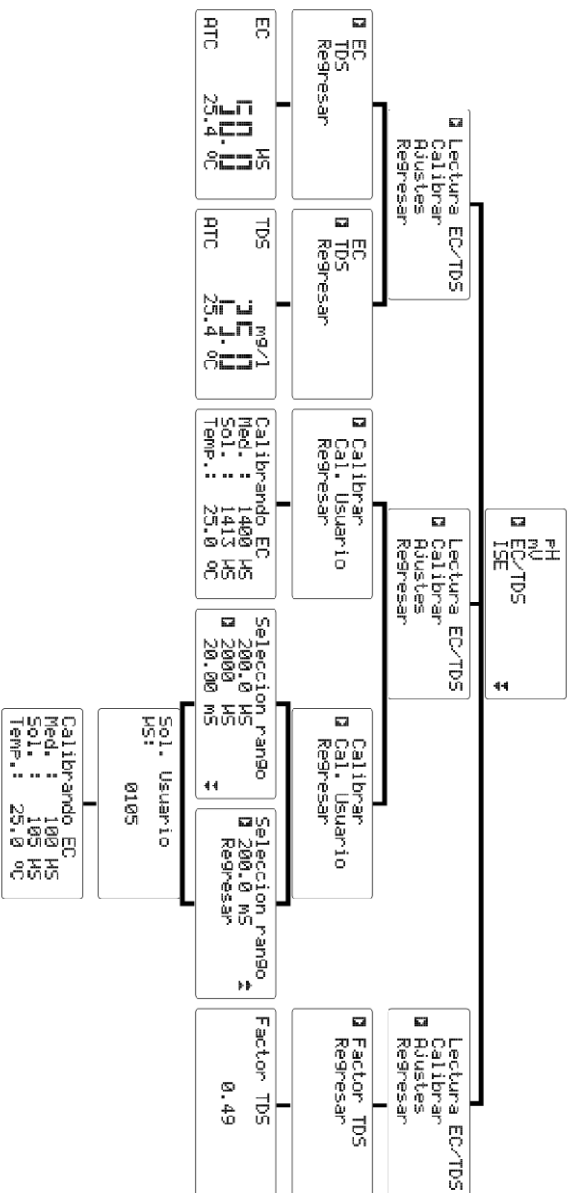 pH
mV
EC/TDS
ISE
Lectura EC/TDS
Calibrar
Ajustes
Regresar
Lectura EC/TDS
Calibrar
Ajustes
Regresar
Lectura EC/TDS
Calibrar
Ajustes
Regresar
EC
TDS
Regresar
EC
TDS
Regresar
Calibrar
Cal. Usuario
Regresar
Calibrar
Cal. Usuario
Regresar
Factor TDS
Regresar
EC µS
50.0
ATC 25.4 ºC
TDS mg/l
25.0
ATC 25.4 ºC
Calibrando EC
Med. : 1400 µS
Sol. : 1413 µS
Temp.: 25.0 ºC
Seleccion rango
200.0 µS
2000 µS
20.00 mS
Seleccion rango
200.0 mS
Regresar
Factor TDS
0.49
Sol. Usuario
µS: 0105
Calibrando EC
Med. : 100 µS
Sol. : 105 µS
Temp.: 25.0 ºC